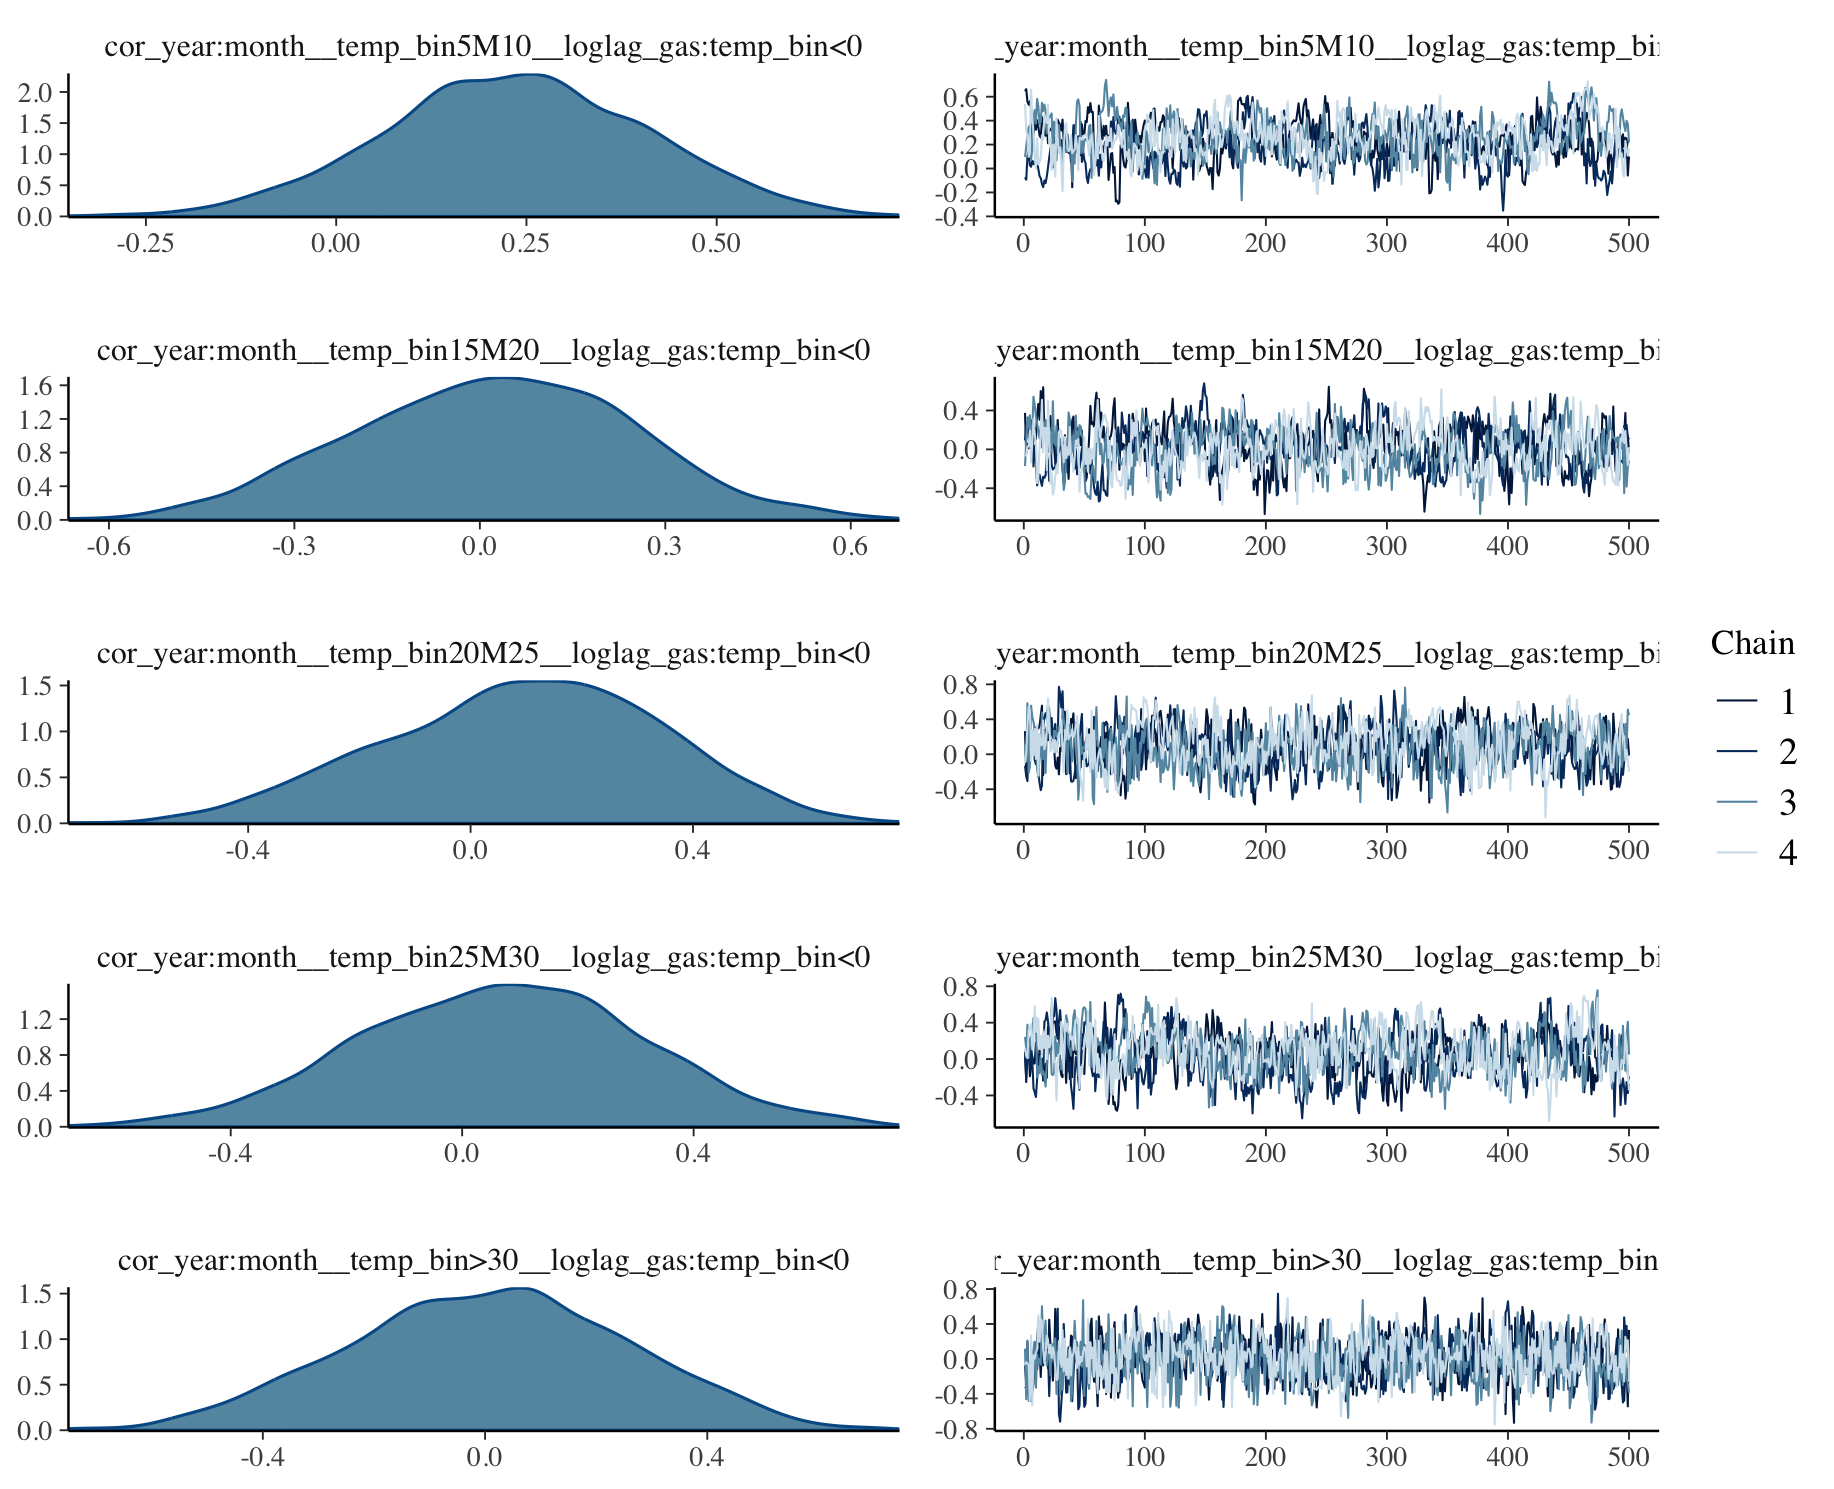 cor_year:month__temp_bin5M10__loglag_gas:temp_bin<0
_year:month__temp_bin5M10__loglag_gas:temp_bin
2.0
1.5
1.0
0.5
0.0
-0.25 0.00 0.25 0.50
0.6
0.4
0.2
0.0
-0.2
-0.4
0 100 200 300 400 500
cor_year:month__temp_bin15M20__loglag_gas:temp_bin<0
year:month__temp_bin15M20__loglag_gas:temp_bi
1.6
1.2
0.8
0.4
0.0
-0.6 -0.3 0.0 0.3 0.6
0.4
0.0
-0.4
0 100 200 300 400 500
cor_year:month__temp_bin20M25__loglag_gas:temp_bin<0
year:month__temp_bin20M25__loglag_gas:temp_bi
1.5
1.0
0.5
0.0
-0.4 0.0 0.4
0.8
0.4
0.0
-0.4
0 100 200 300 400 500
Chain
1
2
3
4
cor_year:month__temp_bin25M30__loglag_gas:temp_bin<0
year:month__temp_bin25M30__loglag_gas:temp_bi
1.2
0.8
0.4
0.0
-0.4 0.0 0.4
0.8
0.4
0.0
-0.4
0 100 200 300 400 500
cor_year:month__temp_bin>30__loglag_gas:temp_bin<0
r_year:month__temp_bin>30__loglag_gas:temp_bin
1.5
1.0
0.5
0.0
-0.4 0.0 0.4
0.8
0.4
0.0
-0.4
-0.8
0 100 200 300 400 500